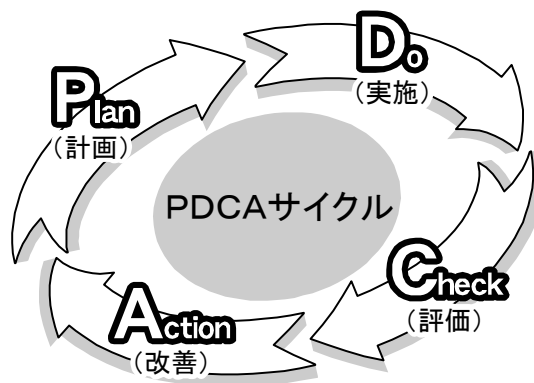 Plan
(計画)
Do
(実施)
PDCAサイクル
Check
(評価)
Action
(改善)